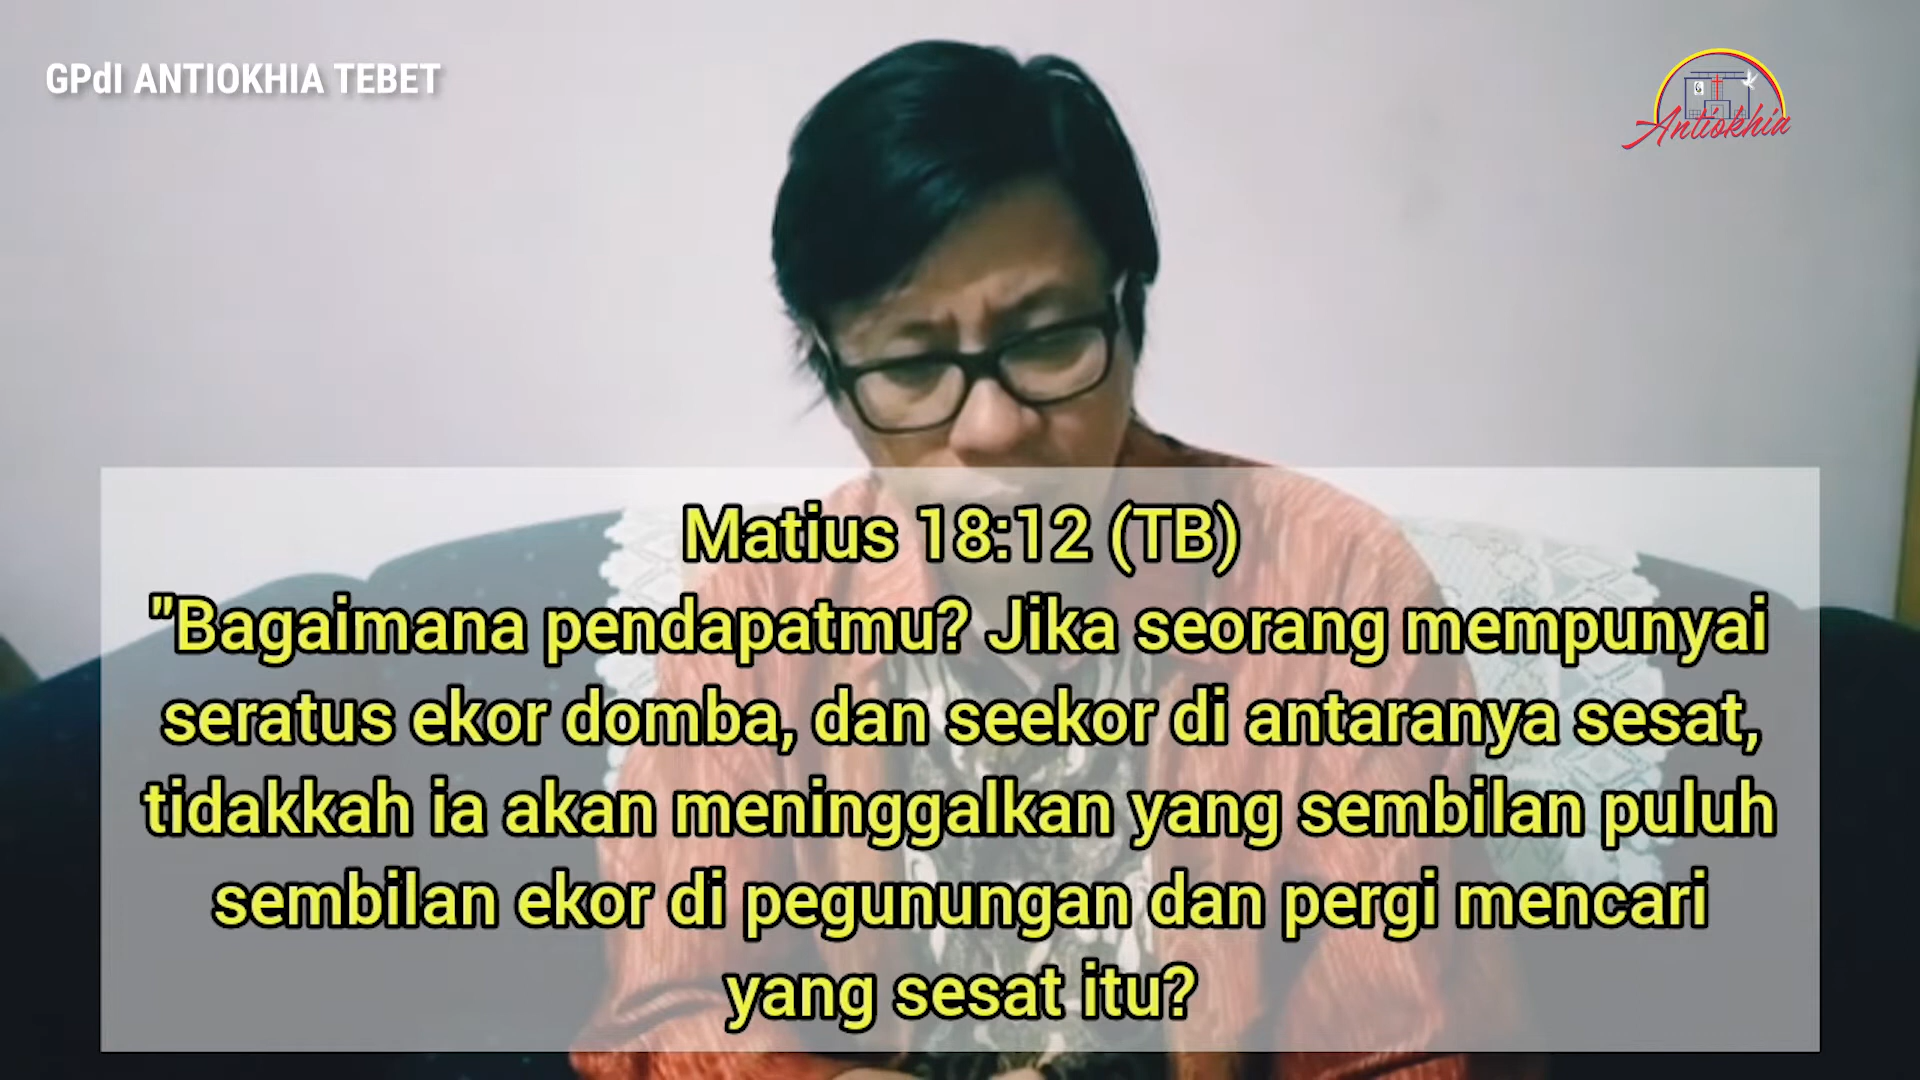 GPdI ANTIOKHIA TEBET
Antiokhia
Matius 18:12 (TB)
"Bagaimana pendapatmu? Jika seorang mempunyai
seratus ekor domba, dan seekor di antaranya sesat,
tidakkah ia akan meninggalkan yang sembilan puluh
sembilan ekor di pegunungan dan pergi mencari
yang sesat itu?